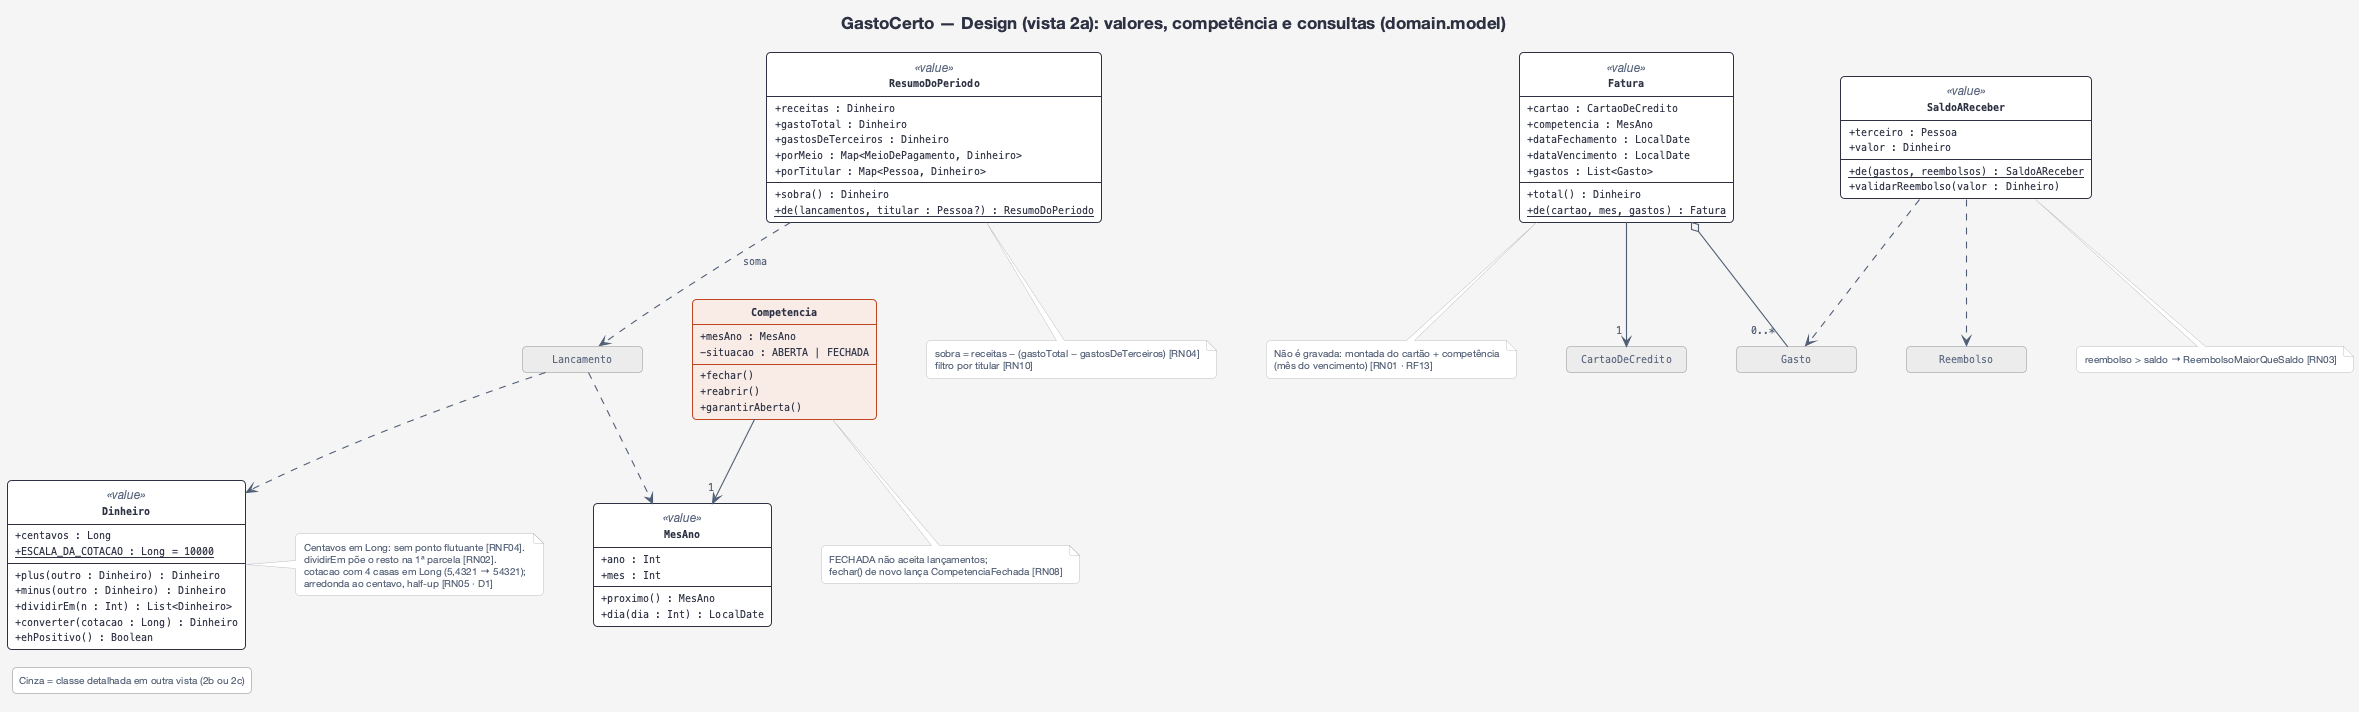 GastoCerto — Design (vista 2a): valores, competência e consultas (domain.model)
«value»
ResumoDoPeriodo
+receitas : Dinheiro
+gastoTotal : Dinheiro
+gastosDeTerceiros : Dinheiro
+porMeio : Map<MeioDePagamento, Dinheiro>
+porTitular : Map<Pessoa, Dinheiro>
+sobra() : Dinheiro
+de(lancamentos, titular : Pessoa?) : ResumoDoPeriodo
«value»
Fatura
+cartao : CartaoDeCredito
+competencia : MesAno
+dataFechamento : LocalDate
+dataVencimento : LocalDate
+gastos : List<Gasto>
+total() : Dinheiro
+de(cartao, mes, gastos) : Fatura
«value»
SaldoAReceber
+terceiro : Pessoa
+valor : Dinheiro
+de(gastos, reembolsos) : SaldoAReceber
+validarReembolso(valor : Dinheiro)
soma
Lancamento
Competencia
+mesAno : MesAno
−situacao : ABERTA | FECHADA
+fechar()
+reabrir()
+garantirAberta()
sobra = receitas − (gastoTotal − gastosDeTerceiros) [RN04]
filtro por titular [RN10]
Não é gravada: montada do cartão + competência
(mês do vencimento) [RN01 · RF13]
1
CartaoDeCredito
0..*
Gasto
Reembolso
reembolso > saldo → ReembolsoMaiorQueSaldo [RN03]
«value»
Dinheiro
+centavos : Long
+ESCALA_DA_COTACAO : Long = 10000
+plus(outro : Dinheiro) : Dinheiro
+minus(outro : Dinheiro) : Dinheiro
+dividirEm(n : Int) : List<Dinheiro>
+converter(cotacao : Long) : Dinheiro
+ehPositivo() : Boolean
Centavos em Long: sem ponto flutuante [RNF04].
dividirEm põe o resto na 1ª parcela [RN02].
cotacao com 4 casas em Long (5,4321 → 54321);
arredonda ao centavo, half-up [RN05 · D1]
1
«value»
MesAno
+ano : Int
+mes : Int
+proximo() : MesAno
+dia(dia : Int) : LocalDate
FECHADA não aceita lançamentos;
fechar() de novo lança CompetenciaFechada [RN08]
Cinza = classe detalhada em outra vista (2b ou 2c)